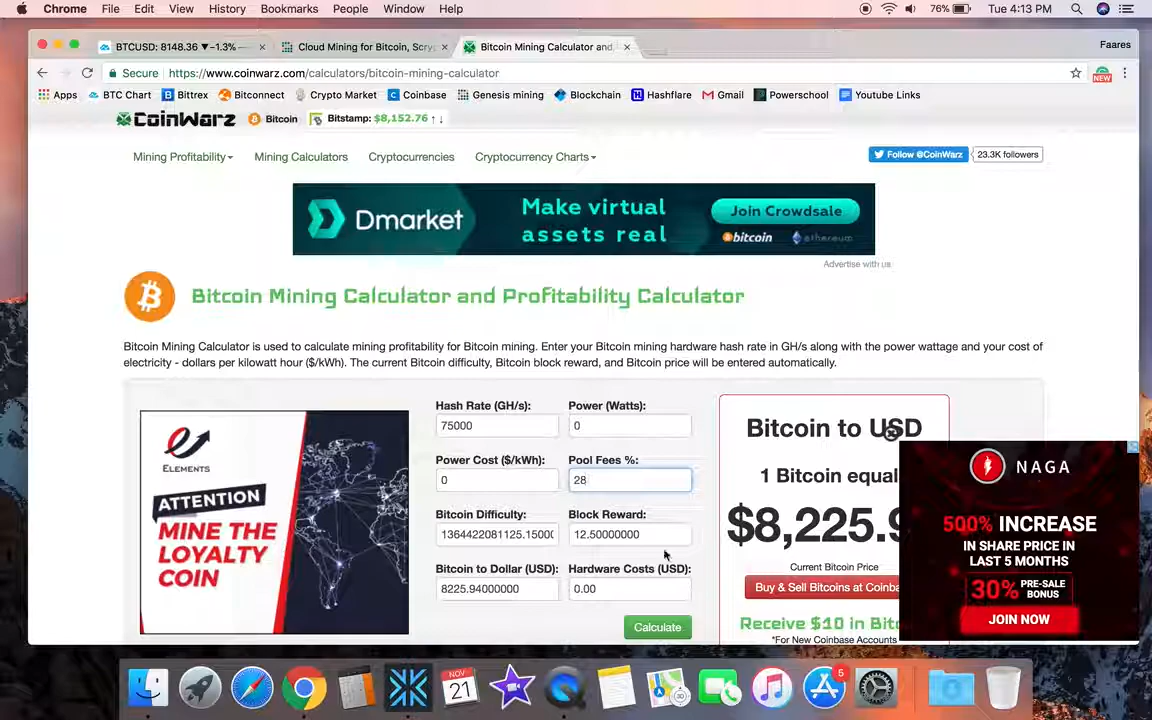 Chrome File Edit View History Bookmarks People Window Help 76% Tue 4:13 PM
BTCUSD: 8148.36 ▼−1.3% — × Cloud Mining for Bitcoin, Scry × Bitcoin Mining Calculator and × Faares
Secure https://www.coinwarz.com/calculators/bitcoin-mining-calculator NEW
Apps BTC Chart Bittrex Bitconnect Crypto Market Coinbase Genesis mining Blockchain Hashflare Gmail Powerschool Youtube Links
CoinWarz Bitcoin Bitstamp: $8,152.76 ↑ ↓
Mining Profitability Mining Calculators Cryptocurrencies Cryptocurrency Charts Follow @CoinWarz 23.3K followers
Dmarket Make virtual assets real Join Crowdsale
bitcoin ethereum
Advertise with us
Bitcoin Mining Calculator and Profitability Calculator
Bitcoin Mining Calculator is used to calculate mining profitability for Bitcoin mining. Enter your Bitcoin mining hardware hash rate in GH/s along with the power wattage and your cost of
electricity - dollars per kilowatt hour ($/kWh). The current Bitcoin difficulty, Bitcoin block reward, and Bitcoin price will be entered automatically.
ELEMENTS
ATTENTION
MINE THE
LOYALTY
COIN
Hash Rate (GH/s): Power (Watts):
75000 0
Power Cost ($/kWh): Pool Fees %:
0 28
Bitcoin Difficulty: Block Reward:
1364422081125.1500 12.50000000
Bitcoin to Dollar (USD): Hardware Costs (USD):
8225.94000000 0.00
Calculate
Bitcoin to USD
1 Bitcoin equal
$8,225.9
Current Bitcoin Price
Buy & Sell Bitcoins at Coinba
Receive $10 in Bit
*For New Coinbase Accounts
NAGA
500% INCREASE
IN SHARE PRICE IN
LAST 5 MONTHS
30% PRE-SALE BONUS
JOIN NOW
NOV
21
3D
5